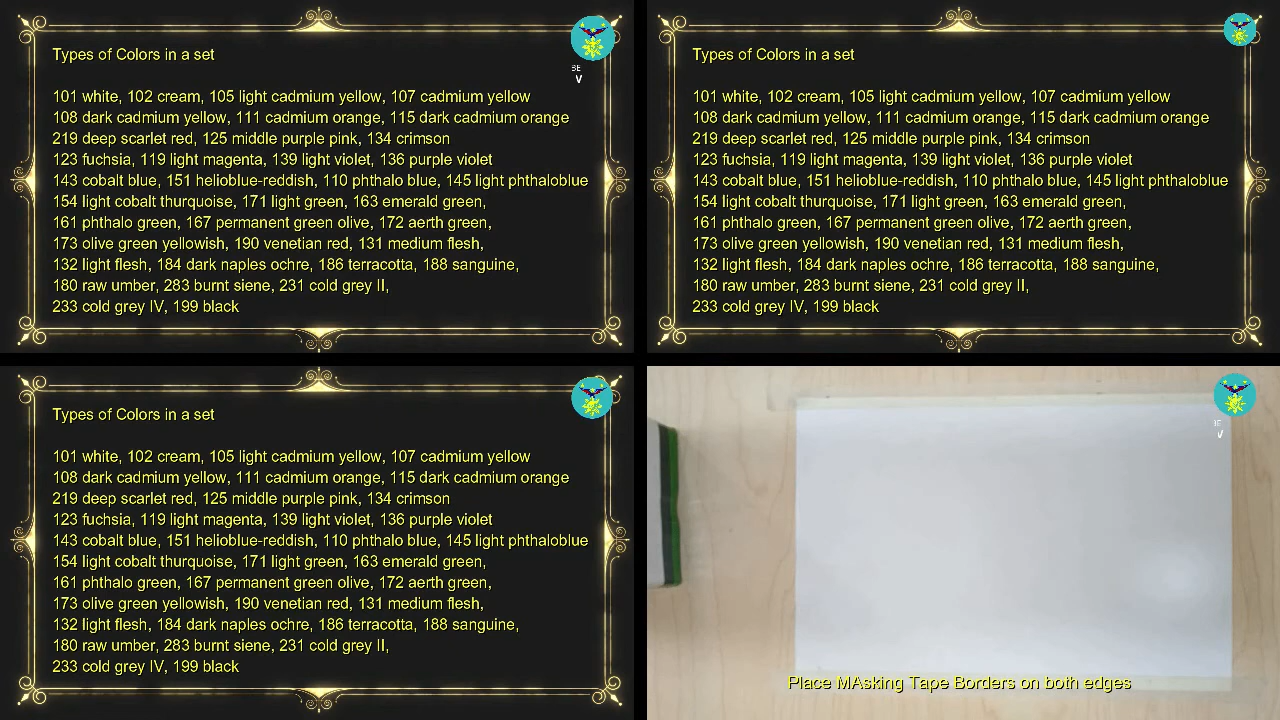 Types of Colors in a set
101 white, 102 cream, 105 light cadmium yellow, 107 cadmium yellow
108 dark cadmium yellow, 111 cadmium orange, 115 dark cadmium orange
219 deep scarlet red, 125 middle purple pink, 134 crimson
123 fuchsia, 119 light magenta, 139 light violet, 136 purple violet
143 cobalt blue, 151 helioblue-reddish, 110 phthalo blue, 145 light phthaloblue
154 light cobalt thurquoise, 171 light green, 163 emerald green,
161 phthalo green, 167 permanent green olive, 172 aerth green,
173 olive green yellowish, 190 venetian red, 131 medium flesh,
132 light flesh, 184 dark naples ochre, 186 terracotta, 188 sanguine,
180 raw umber, 283 burnt siene, 231 cold grey II,
233 cold grey IV, 199 black
BE
V
Types of Colors in a set
101 white, 102 cream, 105 light cadmium yellow, 107 cadmium yellow
108 dark cadmium yellow, 111 cadmium orange, 115 dark cadmium orange
219 deep scarlet red, 125 middle purple pink, 134 crimson
123 fuchsia, 119 light magenta, 139 light violet, 136 purple violet
143 cobalt blue, 151 helioblue-reddish, 110 phthalo blue, 145 light phthaloblue
154 light cobalt thurquoise, 171 light green, 163 emerald green,
161 phthalo green, 167 permanent green olive, 172 aerth green,
173 olive green yellowish, 190 venetian red, 131 medium flesh,
132 light flesh, 184 dark naples ochre, 186 terracotta, 188 sanguine,
180 raw umber, 283 burnt siene, 231 cold grey II,
233 cold grey IV, 199 black
Types of Colors in a set
101 white, 102 cream, 105 light cadmium yellow, 107 cadmium yellow
108 dark cadmium yellow, 111 cadmium orange, 115 dark cadmium orange
219 deep scarlet red, 125 middle purple pink, 134 crimson
123 fuchsia, 119 light magenta, 139 light violet, 136 purple violet
143 cobalt blue, 151 helioblue-reddish, 110 phthalo blue, 145 light phthaloblue
154 light cobalt thurquoise, 171 light green, 163 emerald green,
161 phthalo green, 167 permanent green olive, 172 aerth green,
173 olive green yellowish, 190 venetian red, 131 medium flesh,
132 light flesh, 184 dark naples ochre, 186 terracotta, 188 sanguine,
180 raw umber, 283 burnt siene, 231 cold grey II,
233 cold grey IV, 199 black
V
Place MAsking Tape Borders on both edges